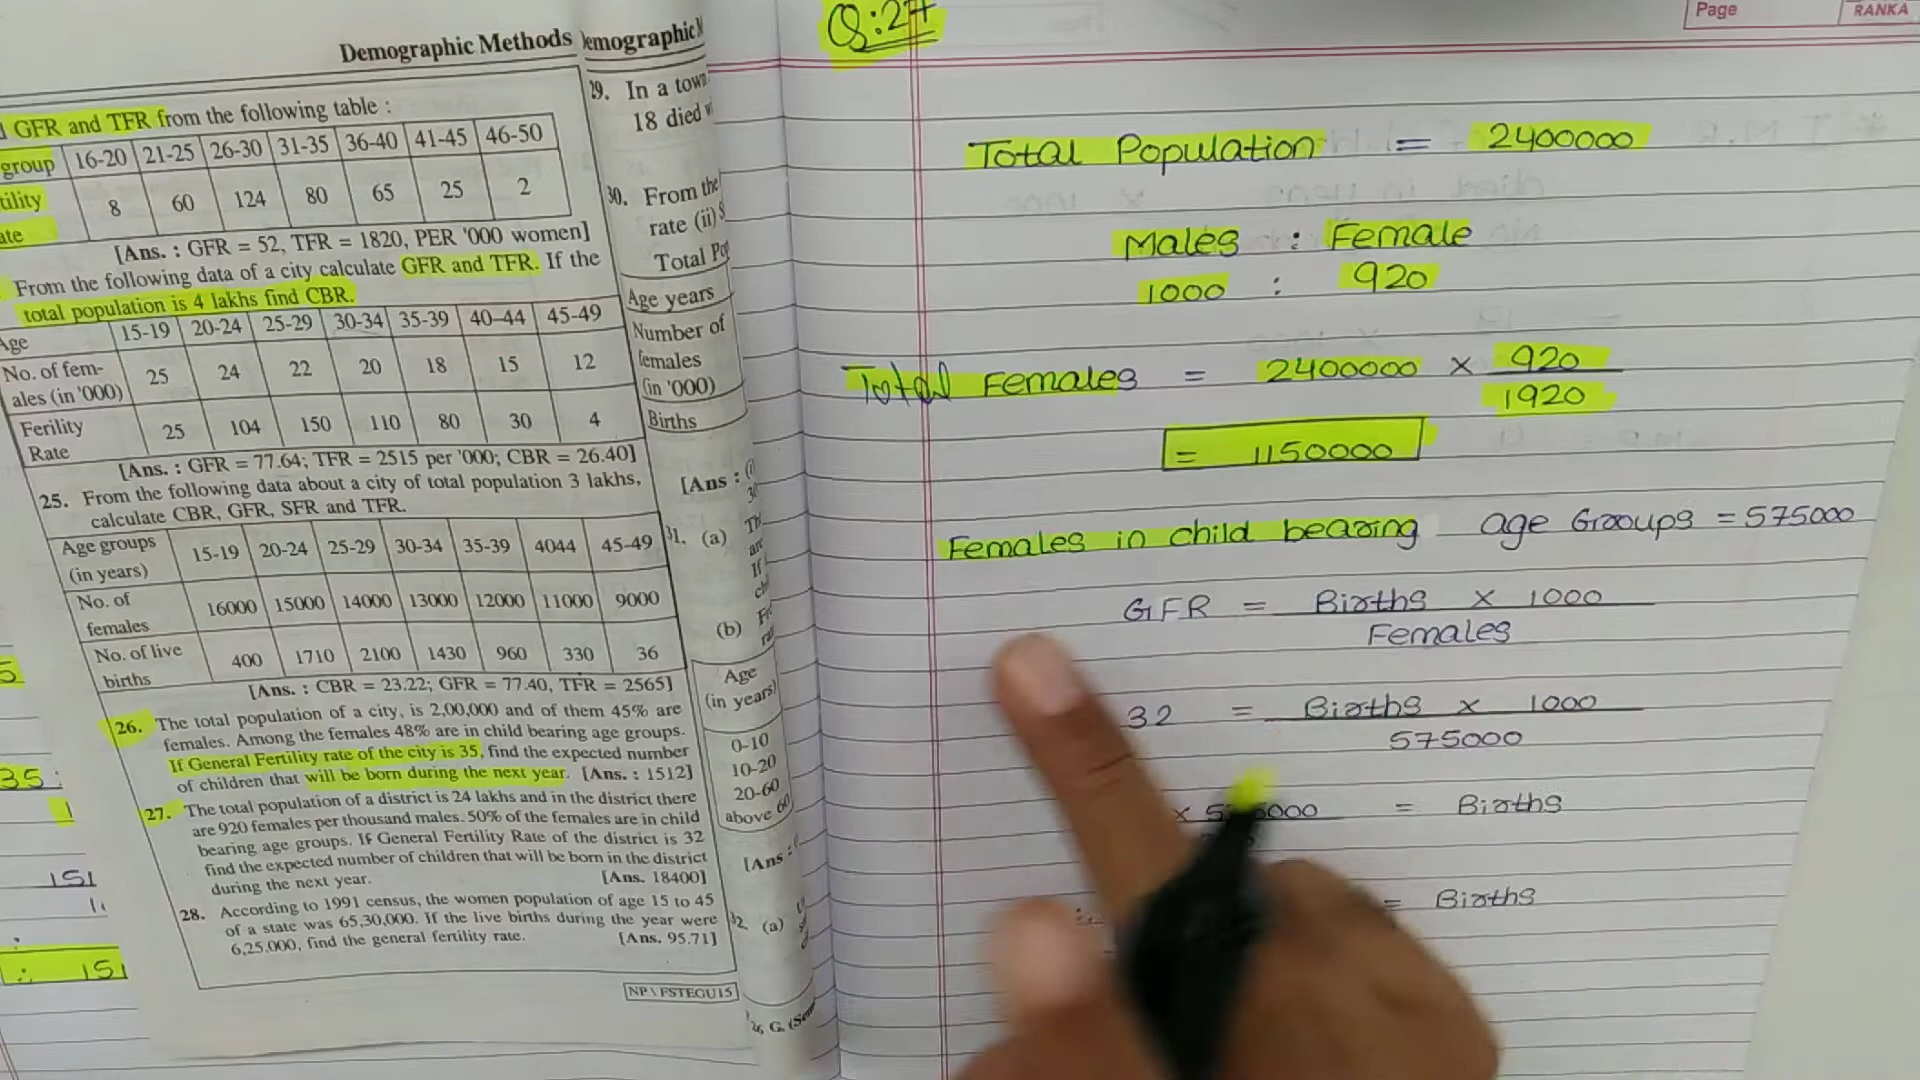 Demographic Methods
GFR and TFR from the following table :
group 16-20 21-25 26-30 31-35 36-40 41-45 46-50
8 60 124 80 65 25 2
[Ans. : GFR = 52, TFR = 1820, PER '000 women]
From the following data of a city calculate GFR and TFR. If the
total population is 4 lakhs find CBR.
Age 15-19 20-24 25-29 30-34 35-39 40-44 45-49
No. of fem-
ales (in '000) 25 24 22 20 18 15 12
Ferility
Rate 25 104 150 110 80 30 4
[Ans. : GFR = 77.64; TFR = 2515 per '000; CBR = 26.40]
25. From the following data about a city of total population 3 lakhs,
calculate CBR, GFR, SFR and TFR.
Age groups
(in years) 15-19 20-24 25-29 30-34 35-39 4044 45-49
No. of
females 16000 15000 14000 13000 12000 11000 9000
No. of live
births 400 1710 2100 1430 960 330 36
[Ans. : CBR = 23.22; GFR = 77.40, TFR = 2565]
26. The total population of a city, is 2,00,000 and of them 45% are
females. Among the females 48% are in child bearing age groups.
If General Fertility rate of the city is 35, find the expected number
of children that will be born during the next year. [Ans. : 1512]
27. The total population of a district is 24 lakhs and in the district there
are 920 females per thousand males. 50% of the females are in child
bearing age groups. If General Fertility Rate of the district is 32
find the expected number of children that will be born in the district
during the next year. [Ans. 18400]
28. According to 1991 census, the women population of age 15 to 45
of a state was 65,30,000. If the live births during the year were
6,25,000, find the general fertility rate. [Ans. 95.71]
NP\FSTEGU15
29. In a town
18 died
30. From the
rate (ii)
Total
Age years
Number of
females
(in '000)
Births
[Ans :
31. (a)
(b)
Age
(in years)
0-10
10-20
20-60
above 60
[Ans :
32. (a)
35
151
∴ 151
Page
RANKA
Q:27
Total Population = 2400000
Males : Female
1000 : 920
Total Females = 2400000 × 920
1920
= 1150000
Females in child bearing age Groups = 575000
GFR = Births × 1000
Females
32 = Births × 1000
575000
= Births
= Births